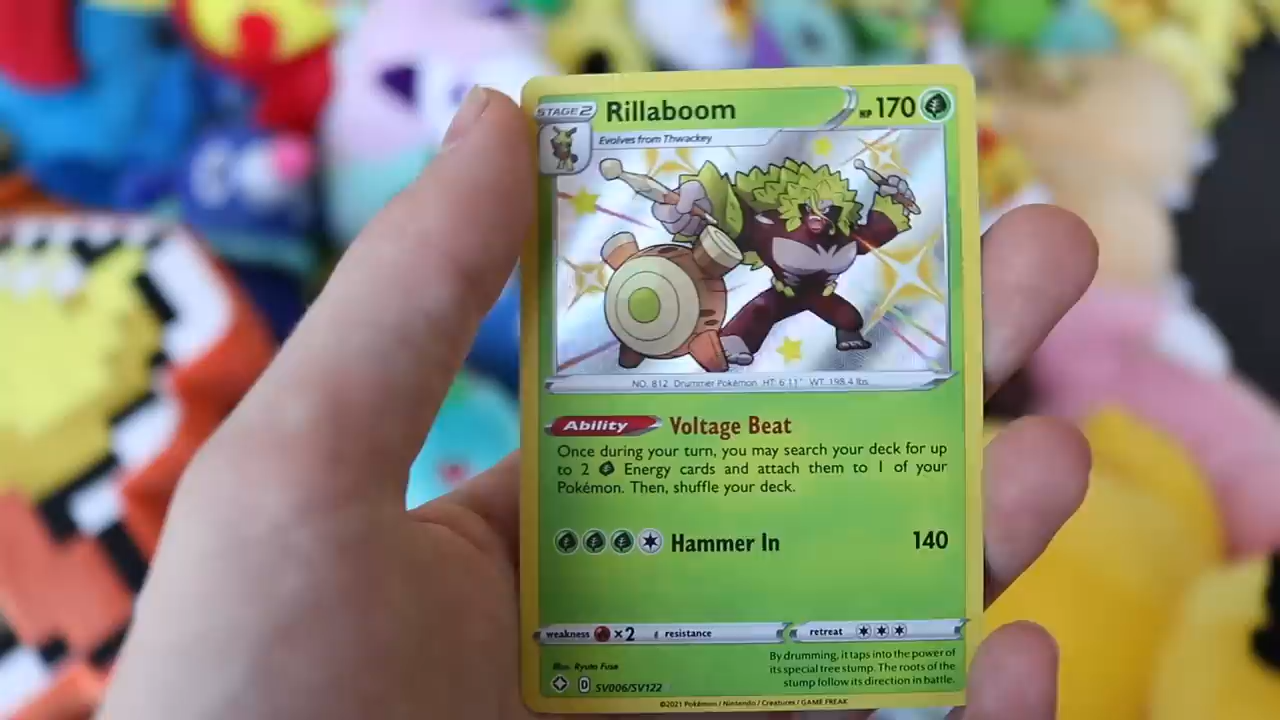 STAGE 2 Rillaboom HP 170
Evolves from Thwackey
NO. 812 Drummer Pokémon HT: 6'11" WT: 198.4 lbs.
Ability Voltage Beat
Once during your turn, you may search your deck for up
to 2 Energy cards and attach them to 1 of your
Pokémon. Then, shuffle your deck.
Hammer In 140
weakness ×2 resistance retreat
Illus. Ryota Fuse
By drumming, it taps into the power of
its special tree stump. The roots of the
stump follow its direction in battle.
D SV006/SV122
©2021 Pokémon / Nintendo / Creatures / GAME FREAK